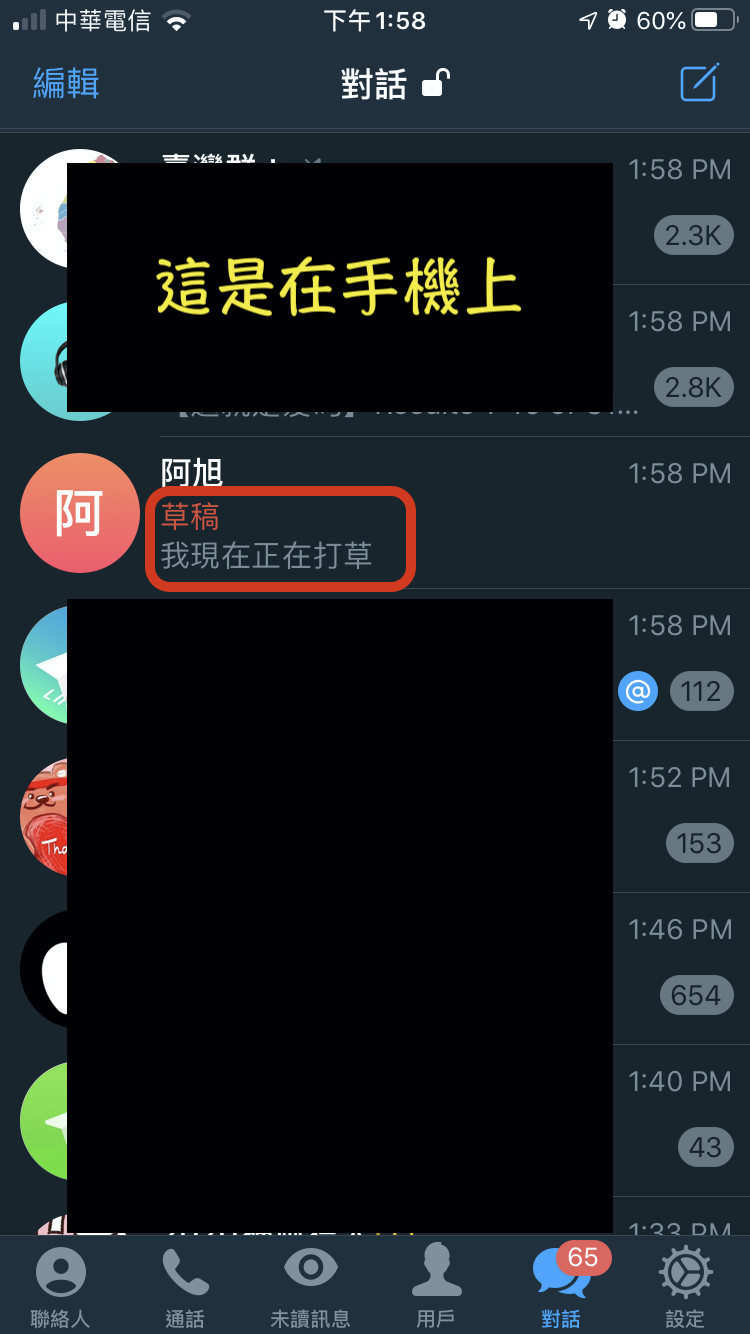 中華電信
下午1:58
60%
編輯
對話
1:58 PM
2.3K
這是在手機上
1:58 PM
2.8K
阿旭
1:58 PM
阿
草稿
我現在正在打草
1:58 PM
@
112
1:52 PM
153
1:46 PM
654
1:40 PM
43
1:33 PM
65
聯絡人
通話
未讀訊息
用戶
對話
設定